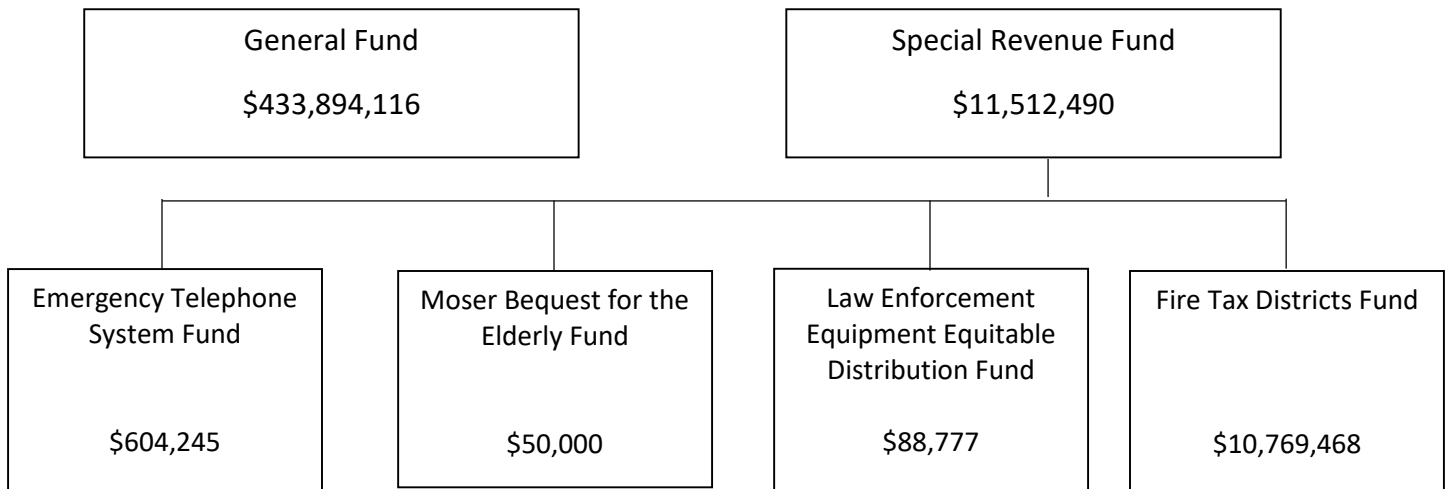 General Fund
$433,894,116
Special Revenue Fund
$11,512,490
Emergency Telephone
System Fund
$604,245
Moser Bequest for the
Elderly Fund
$50,000
Law Enforcement
Equipment Equitable
Distribution Fund
$88,777
Fire Tax Districts Fund
$10,769,468